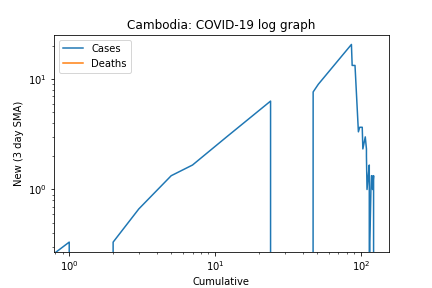 Cambodia: COVID-19 log graph
Cases
Deaths
New (3 day SMA)
10¹
10⁰
10⁰ 10¹ 10²
Cumulative